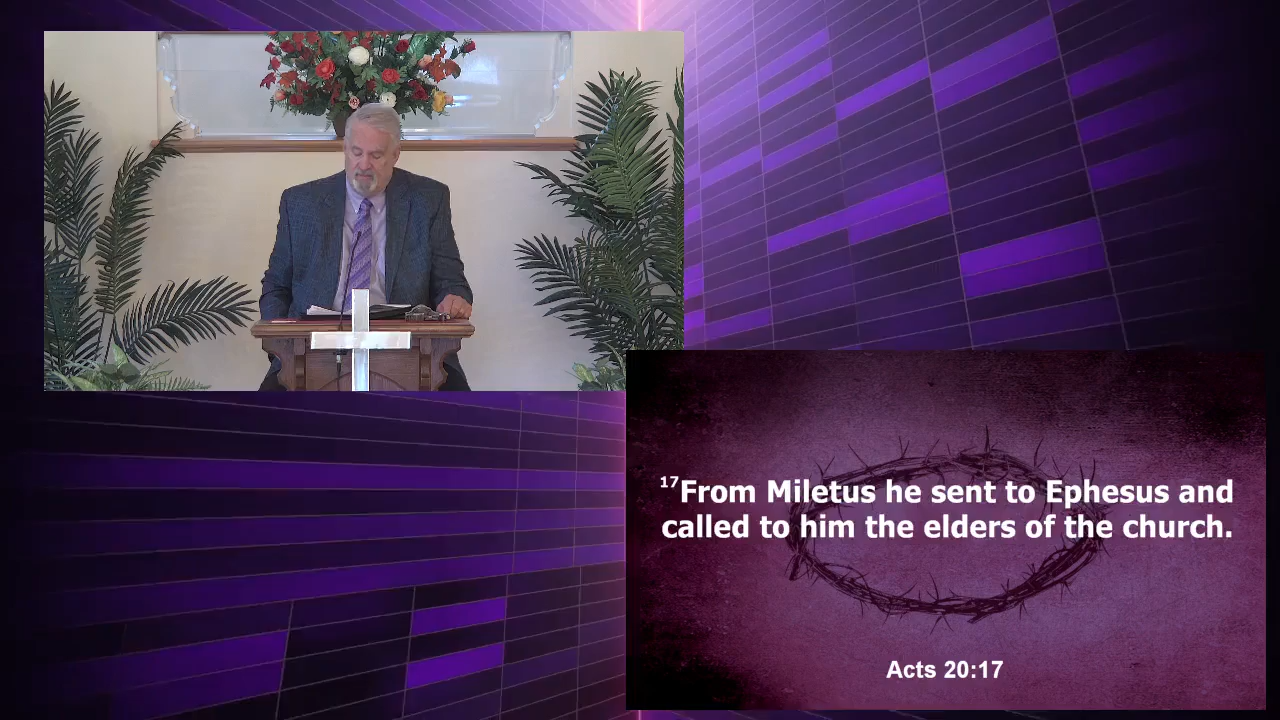 17From Miletus he sent to Ephesus and
called to him the elders of the church.
Acts 20:17